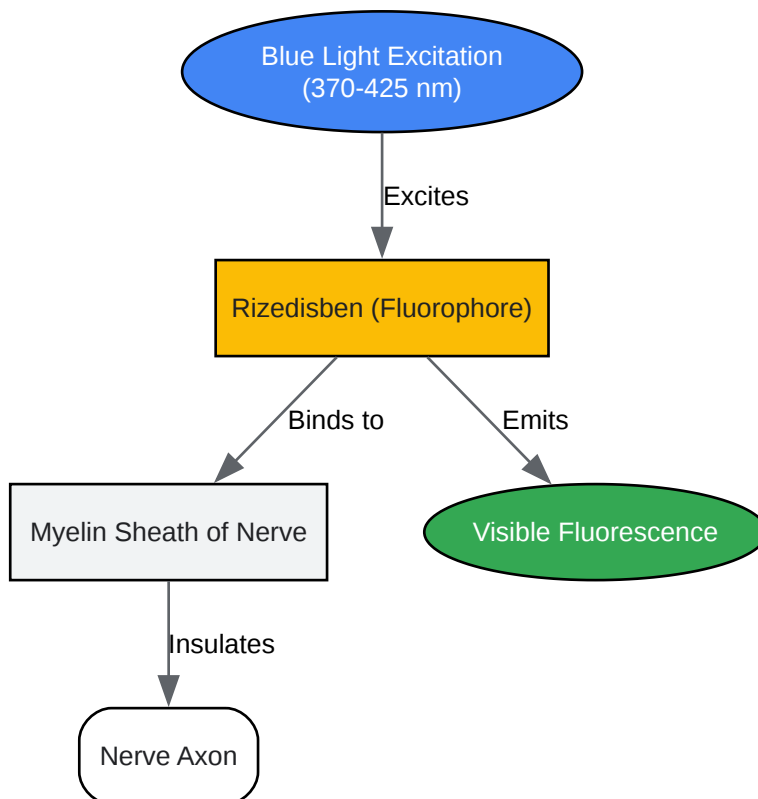 Blue Light Excitation
(370-425 nm)
Excites
Rizedisben (Fluorophore)
Binds to
Emits
Myelin Sheath of Nerve
Visible Fluorescence
Insulates
Nerve Axon